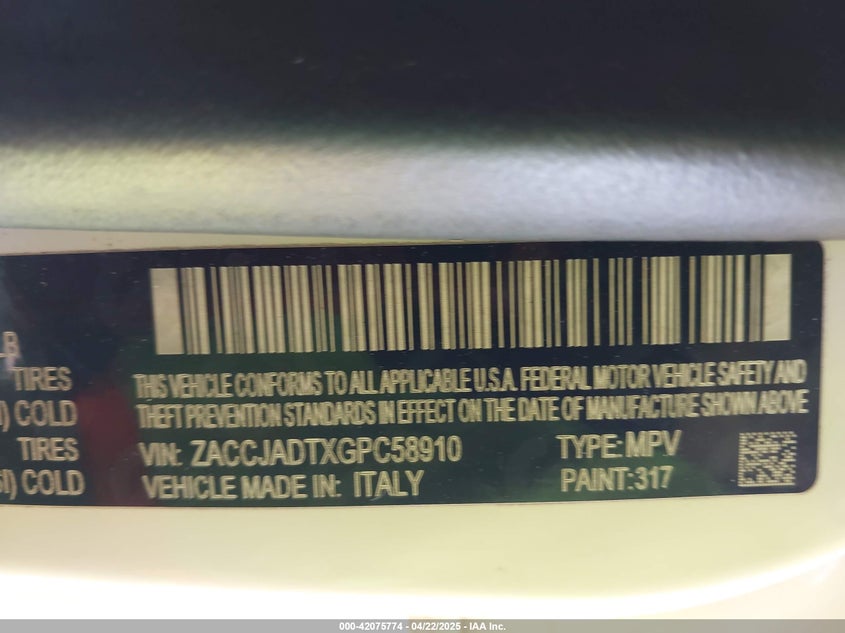 LB
TIRES
THIS VEHICLE CONFORMS TO ALL APPLICABLE U.S.A. FEDERAL MOTOR VEHICLE SAFETY AND
) COLD
THEFT PREVENTION STANDARDS IN EFFECT ON THE DATE OF MANUFACTURE SHOWN ABOVE
TIRES
VIN: ZACCJADTXGPC58910 TYPE: MPV
SI) COLD
VEHICLE MADE IN: ITALY PAINT: 317
000-42075774 - 04/22/2025 - IAA Inc.